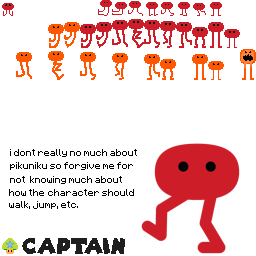 i dont really no much about
pikuniku so forgive me for
not knowing much about
how the character should
walk, jump, etc.
CAPTAIN